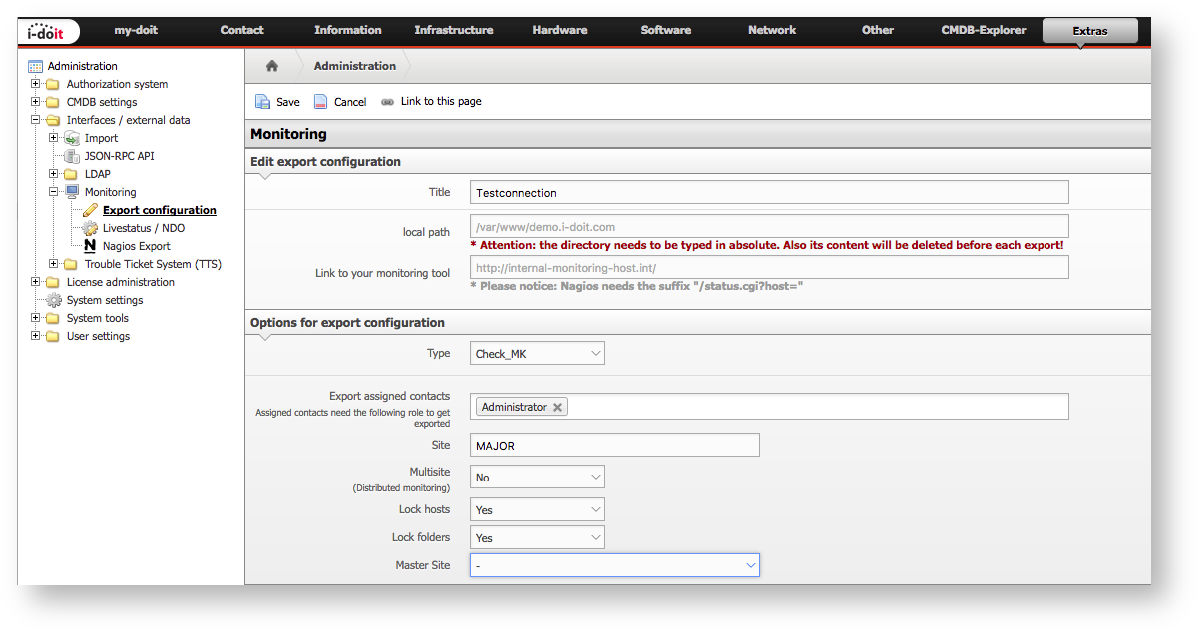 i-doit my-doit Contact Information Infrastructure Hardware Software Network Other CMDB-Explorer Extras
Administration
Authorization system
CMDB settings
Interfaces / external data
Import
JSON-RPC API
LDAP
Monitoring
Export configuration
Livestatus / NDO
N Nagios Export
Trouble Ticket System (TTS)
License administration
System settings
System tools
User settings
Administration
Save Cancel Link to this page
Monitoring
Edit export configuration
Title Testconnection
local path /var/www/demo.i-doit.com
* Attention: the directory needs to be typed in absolute. Also its content will be deleted before each export!
Link to your monitoring tool http://internal-monitoring-host.int/
* Please notice: Nagios needs the suffix "/status.cgi?host="
Options for export configuration
Type Check_MK
Export assigned contacts Administrator
Assigned contacts need the following role to get
exported
Site MAJOR
Multisite No
(Distributed monitoring)
Lock hosts Yes
Lock folders Yes
Master Site -